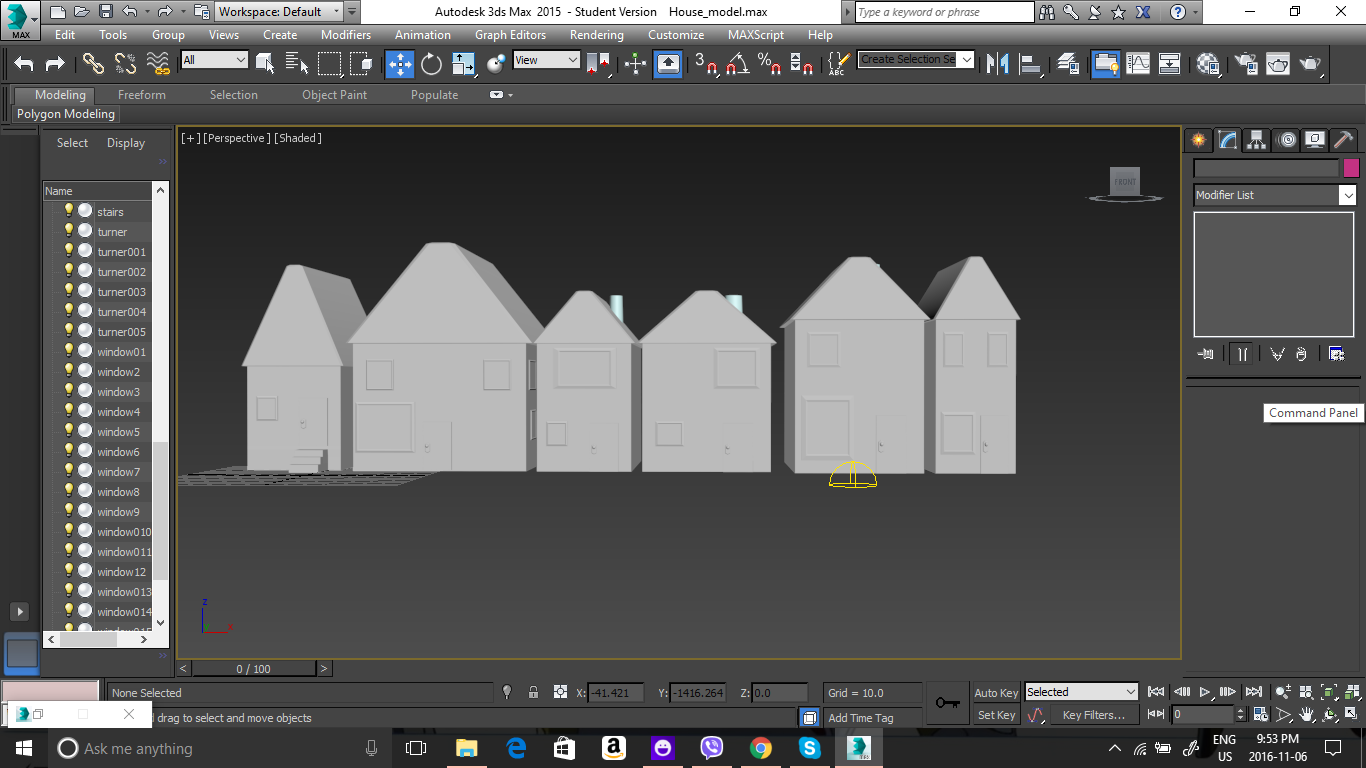 Workspace: Default
Autodesk 3ds Max 2015 - Student Version House_model.max
Type a keyword or phrase
MAX
Edit Tools Group Views Create Modifiers Animation Graph Editors Rendering Customize MAXScript Help
All
View
3
ABC
Create Selection Se
Modeling Freeform Selection Object Paint Populate
Polygon Modeling
Select Display
[+] [Perspective] [Shaded]
FRONT
Name
stairs
turner
turner001
turner002
turner003
turner004
turner005
window01
window2
window3
window4
window5
window6
window7
window8
window9
window010
window011
window12
window013
window014
Modifier List
Command Panel
z
x
0 / 100
None Selected
X: -41.421
Y: -1416.264
Z: 0.0
Grid = 10.0
Auto Key
Selected
drag to select and move objects
Add Time Tag
Set Key
Key Filters...
0
Ask me anything
ENG
US
9:53 PM
2016-11-06